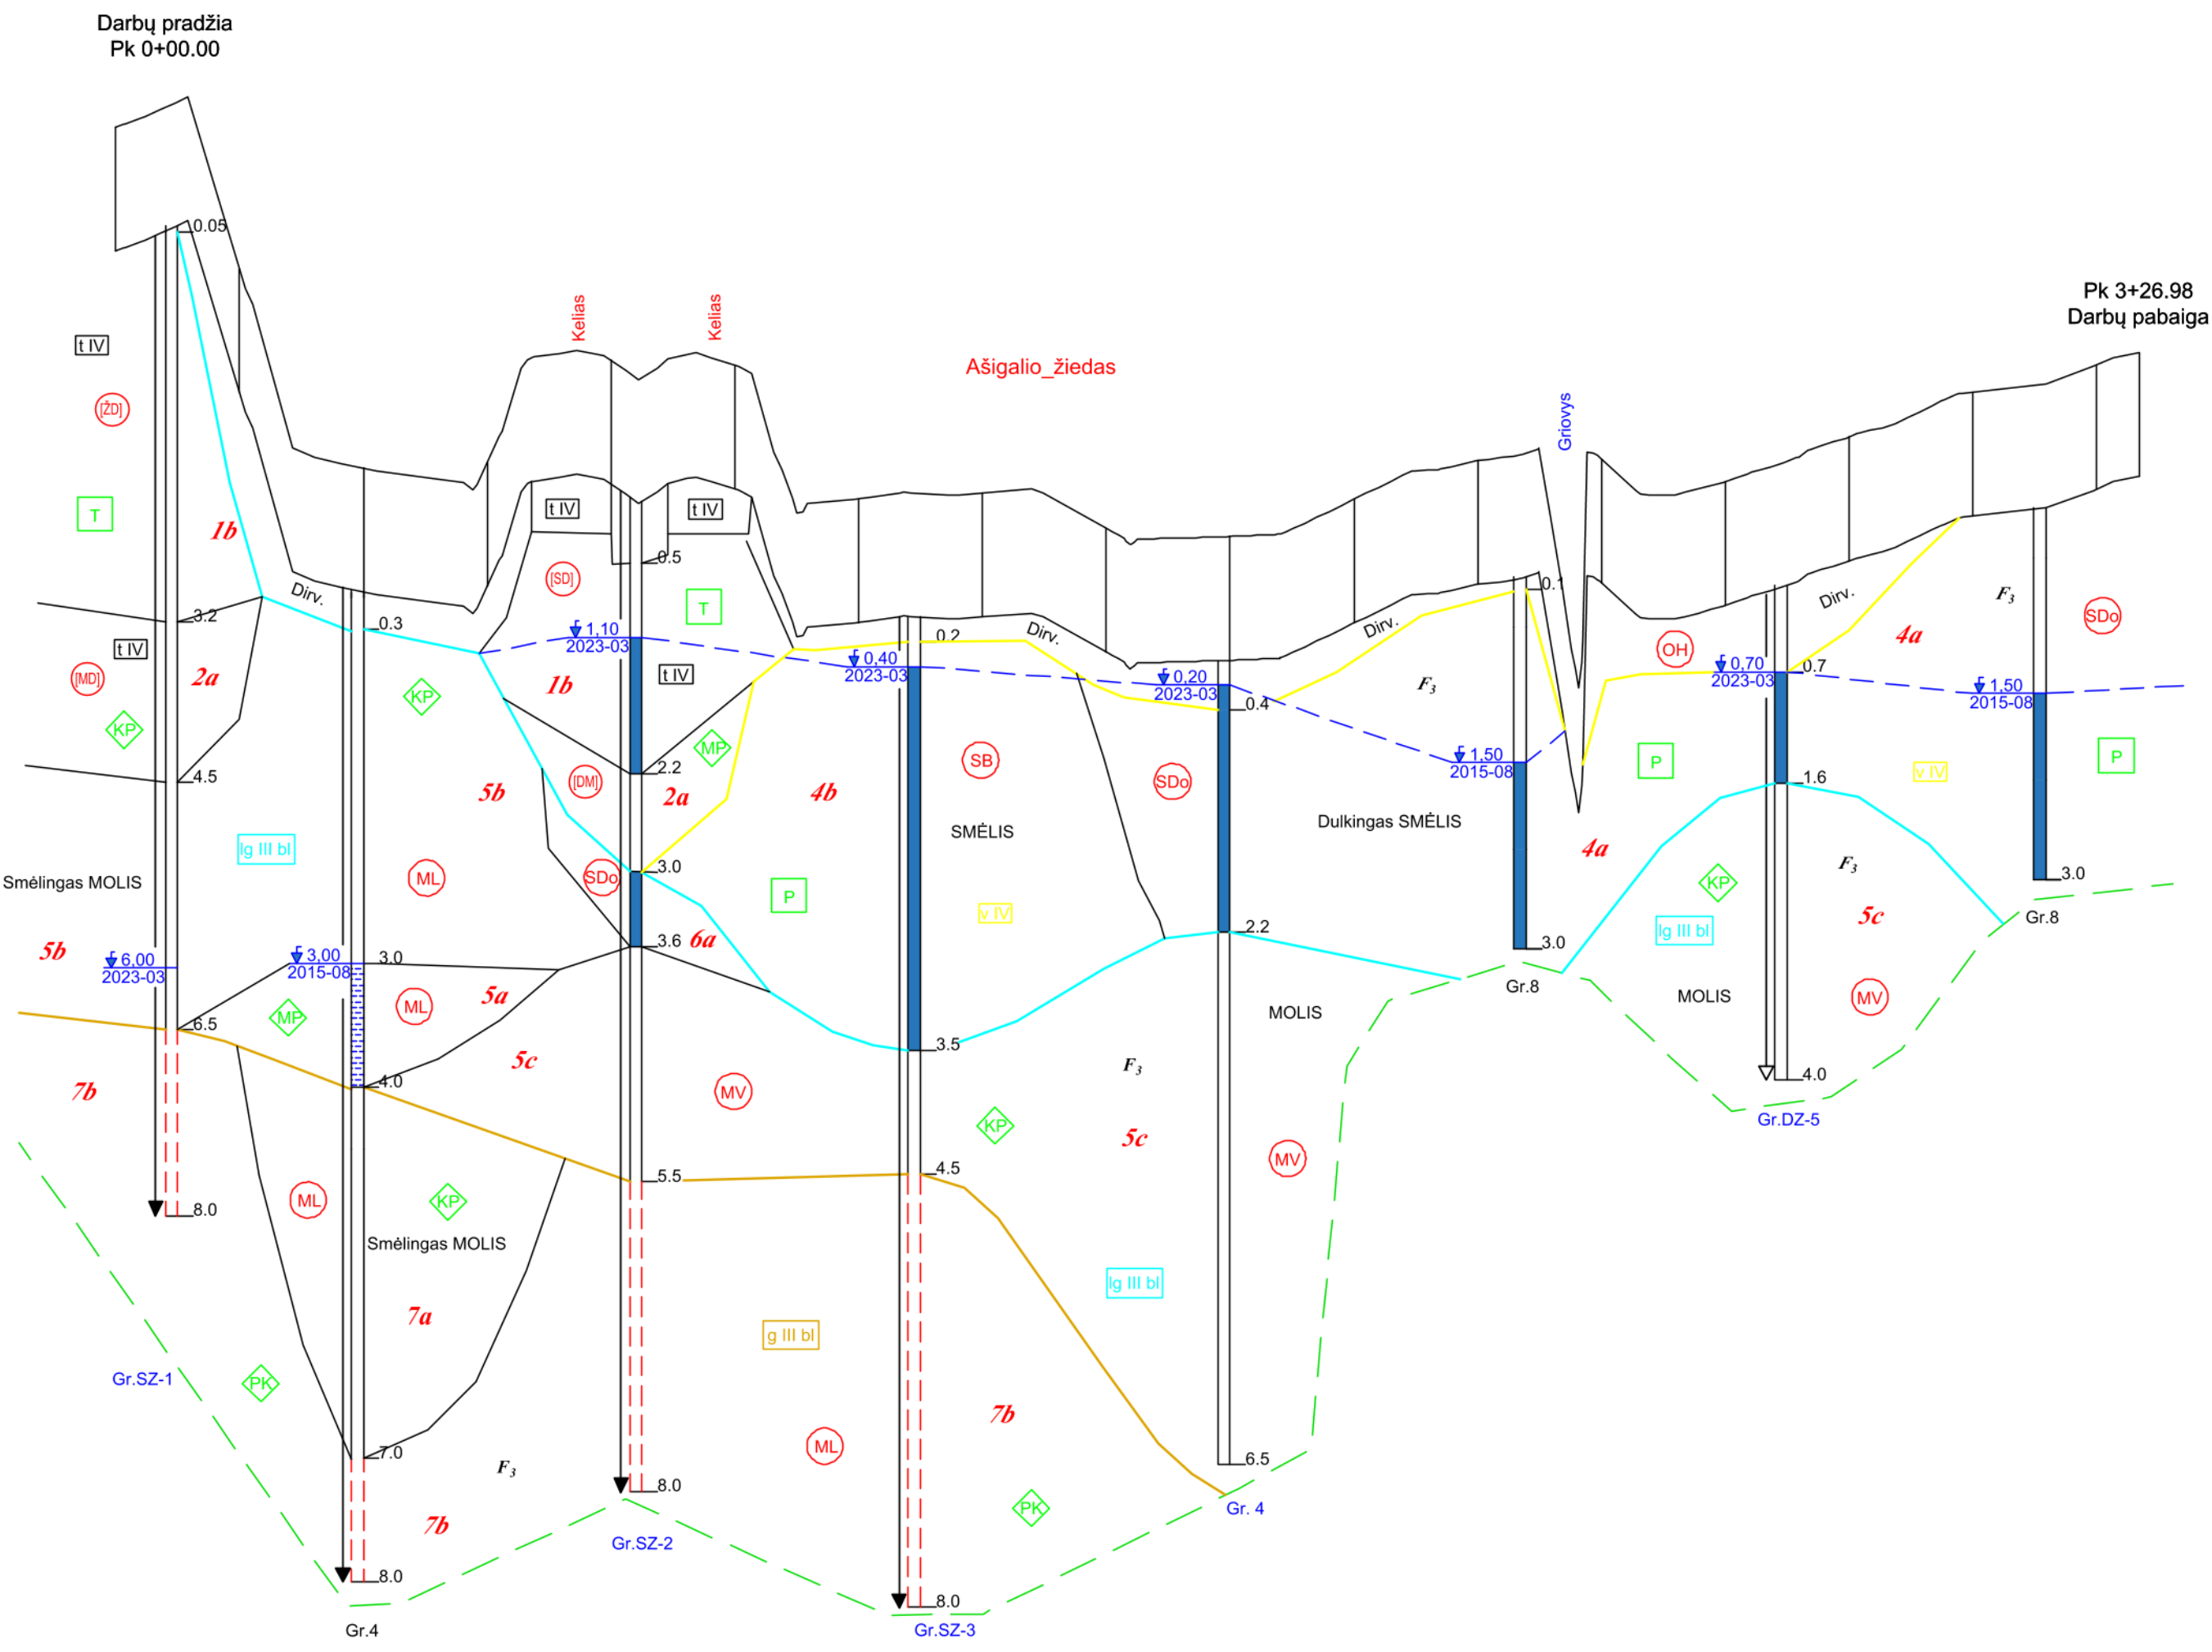 Darbų pradžia
Pk 0+00.00
Pk 3+26.98
Darbų pabaiga
Kelias
Kelias
Ašigalio_žiedas
Griovys
0.05
t IV
[ŽD]
T
1b
Dirv.
3.2
t IV
[MD]
2a
KP
4.5
lg III bl
Smėlingas MOLIS
5b
6,00
2023-03
6.5
7b
8.0
Gr.SZ-1
0.3
KP
5b
ML
3,00
2015-08
3.0
MP
ML
5a
4.0
5c
ML
KP
Smėlingas MOLIS
7a
PK
7.0
F3
7b
8.0
Gr.4
t IV
t IV
0.5
[SD]
T
1,10
2023-03
t IV
1b
2.2
MP
[DM]
2a
3.0
SDo
3.6
6a
MV
5.5
8.0
Gr.SZ-2
0.2
0,40
2023-03
Dirv.
SB
4b
SMĖLIS
P
v IV
3.5
KP
4.5
g III bl
ML
7b
PK
8.0
Gr.SZ-3
0,20
2023-03
0.4
SDo
2.2
F3
5c
MOLIS
MV
lg III bl
6.5
Gr. 4
Dirv.
F3
0.1
1,50
2015-08
Dulkingas SMĖLIS
3.0
Gr.8
4a
OH
P
0,70
2023-03
0.7
Dirv.
1.6
KP
F3
lg III bl
5c
MOLIS
MV
4.0
Gr.DZ-5
F3
4a
SDo
1,50
2015-08
v IV
P
3.0
Gr.8